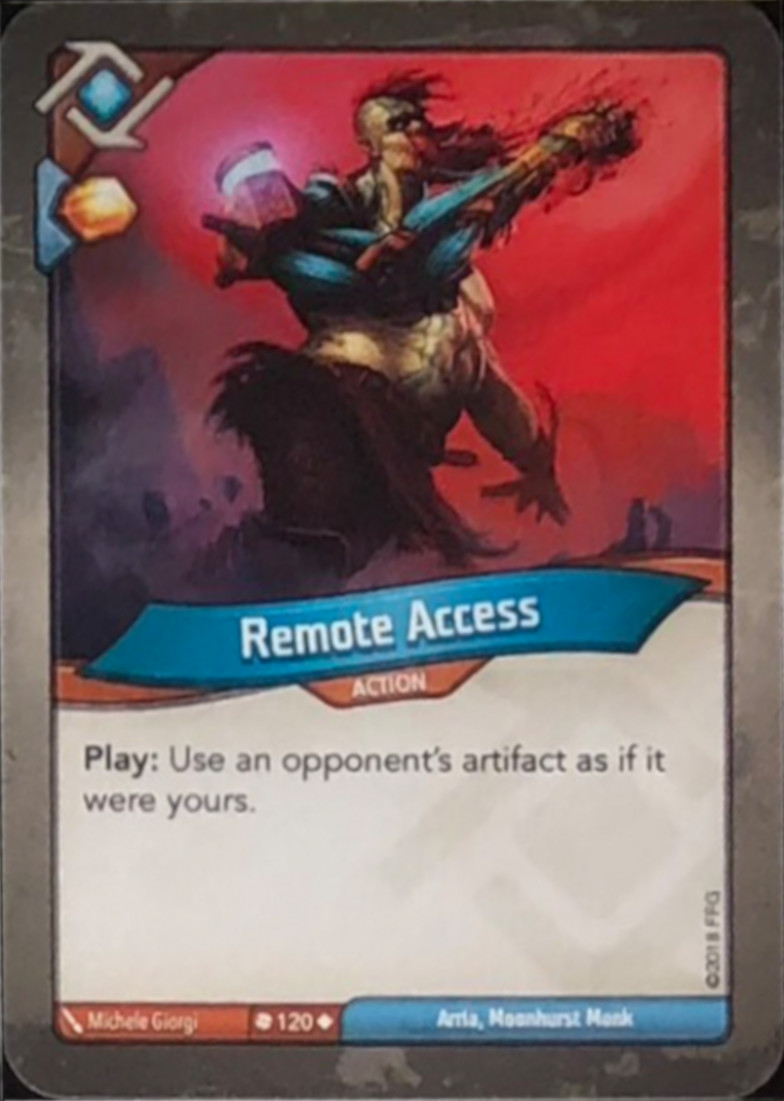 Remote Access
ACTION
Play: Use an opponent's artifact as if it
were yours.
©2018 FFG
Michele Giorgi
120
Arria, Moonhurst Monk